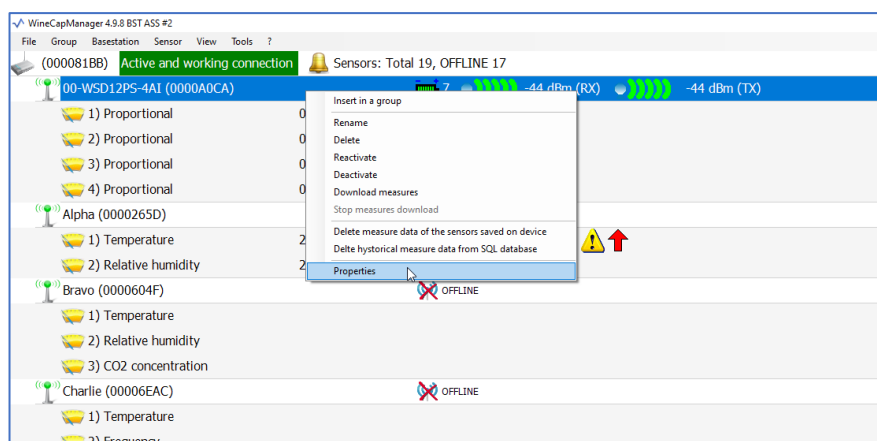 WineCapManager 4.9.8 BST ASS #2
File Group Basestation Sensor View Tools ?
(000081BB) Active and working connection Sensors: Total 19, OFFLINE 17
00-WSD12PS-4AI (0000A0CA) 7 -44 dBm (RX) -44 dBm (TX)
1) Proportional 0
2) Proportional 0
3) Proportional 0
4) Proportional 0
Insert in a group
Rename
Delete
Reactivate
Deactivate
Download measures
Stop measures download
Delete measure data of the sensors saved on device
Delte hystorical measure data from SQL database
Properties
Alpha (0000265D)
1) Temperature 2
2) Relative humidity 2
Bravo (0000604F) OFFLINE
1) Temperature
2) Relative humidity
3) CO2 concentration
Charlie (00006EAC) OFFLINE
1) Temperature
2) Frequency